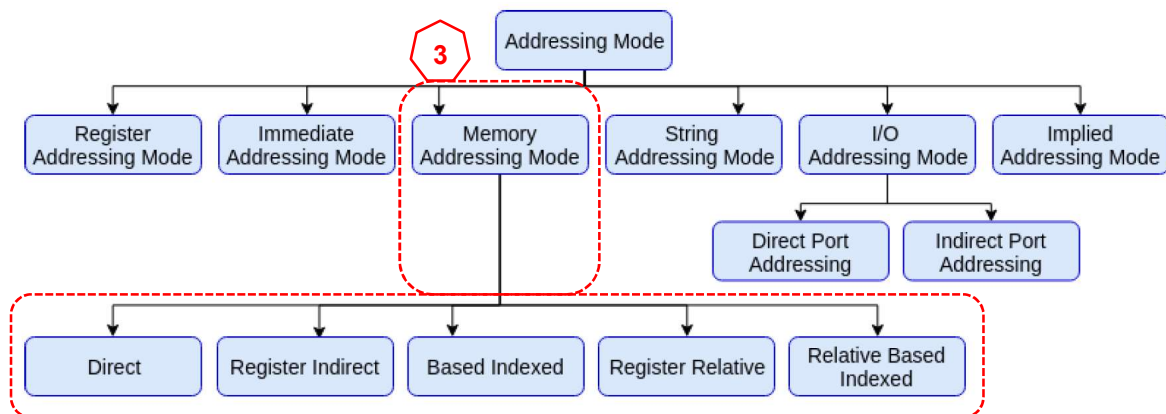 Addressing Mode
3
Register
Addressing Mode
Immediate
Addressing Mode
Memory
Addressing Mode
String
Addressing Mode
I/O
Addressing Mode
Implied
Addressing Mode
Direct Port
Addressing
Indirect Port
Addressing
Direct
Register Indirect
Based Indexed
Register Relative
Relative Based
Indexed